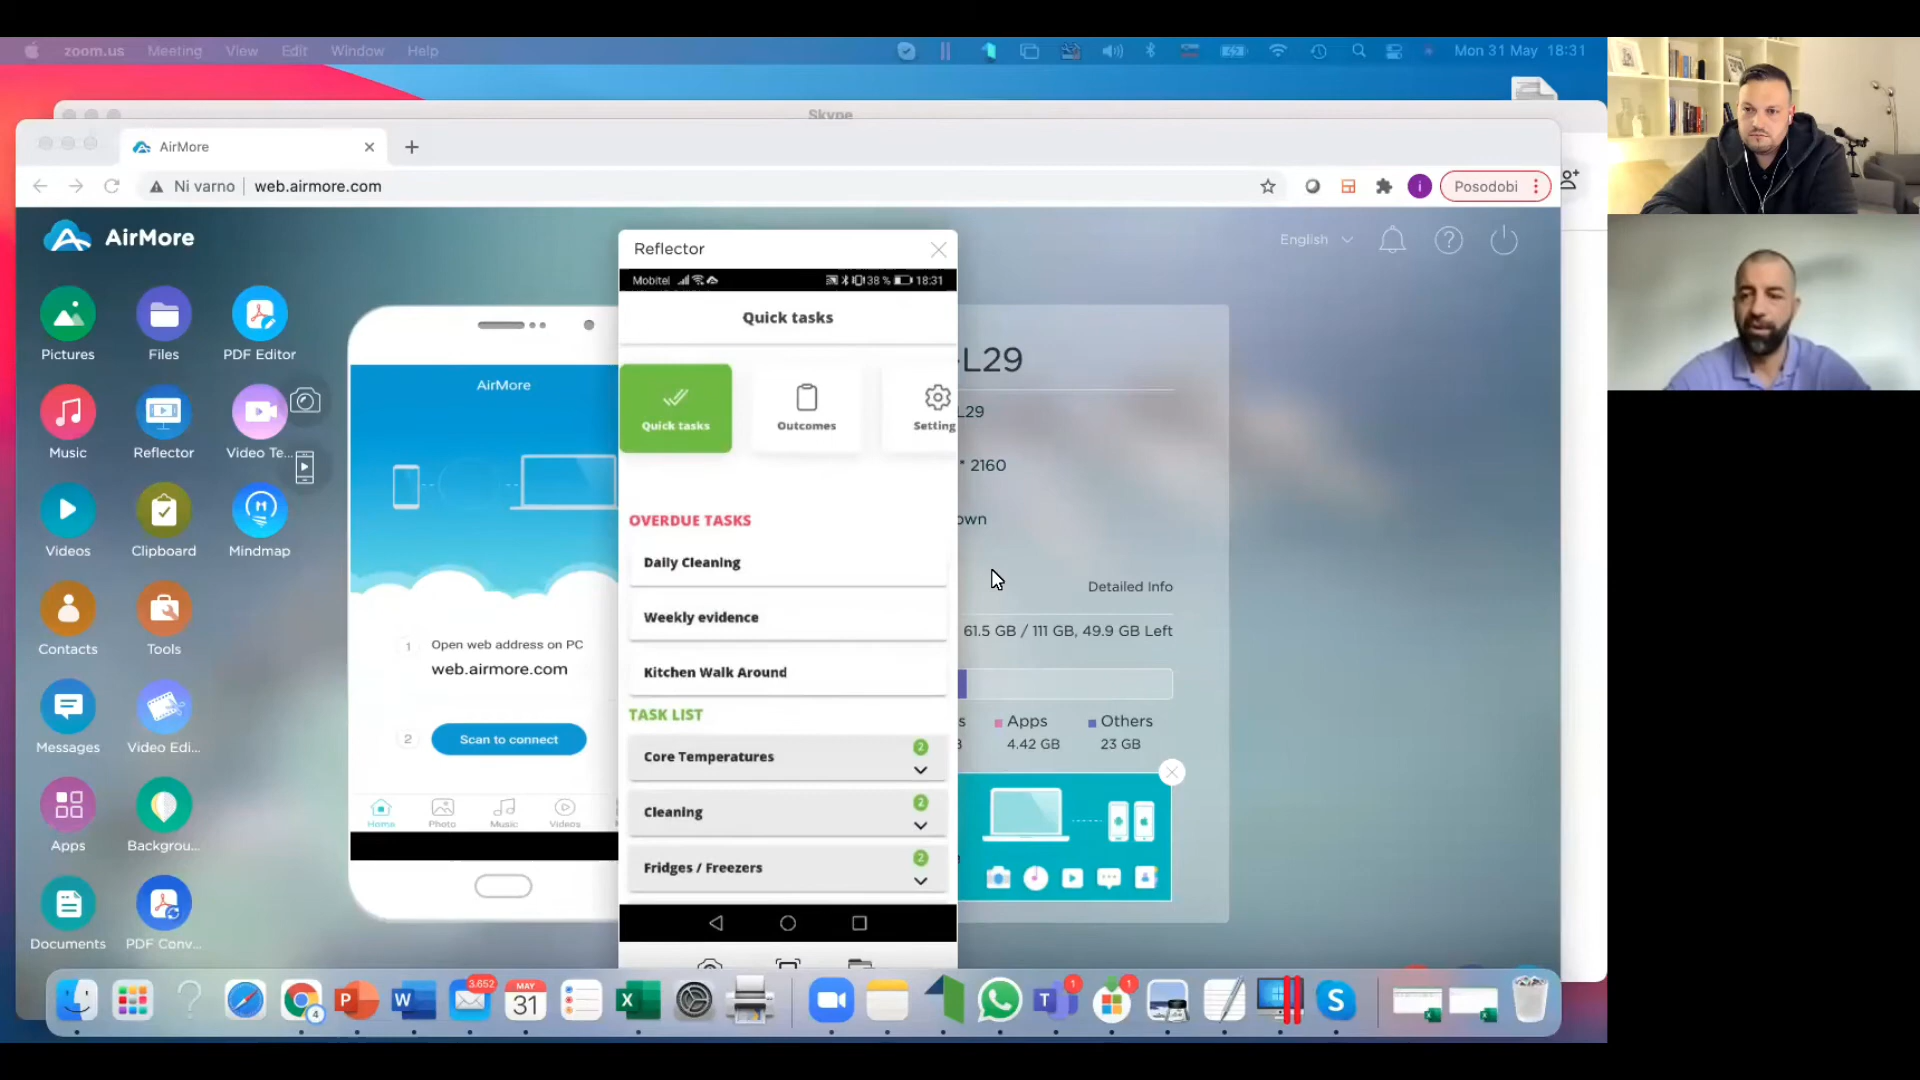 zoom.us Meeting View Edit Window Help
Mon 31 May 18:31
Skype
AirMore
Ni varno web.airmore.com
i
Posodobi
AirMore
English
Pictures
Files
PDF Editor
Music
Reflector
Video Te...
Videos
Clipboard
Mindmap
Contacts
Tools
Messages
Video Edi...
Apps
Backgrou...
Documents
PDF Conv...
AirMore
1 Open web address on PC
web.airmore.com
2 Scan to connect
Home Photo Music Videos
Reflector
Mobitel 38 % 18:31
Quick tasks
Quick tasks
Outcomes
Setting
OVERDUE TASKS
Daily Cleaning
Weekly evidence
Kitchen Walk Around
TASK LIST
Core Temperatures 2
Cleaning 2
Fridges / Freezers 2
-L29
L29
* 2160
own
Detailed Info
61.5 GB / 111 GB, 49.9 GB Left
s Apps Others
4.42 GB 23 GB
4
P
W
3.652
MAY
31
X
T
1
1
S